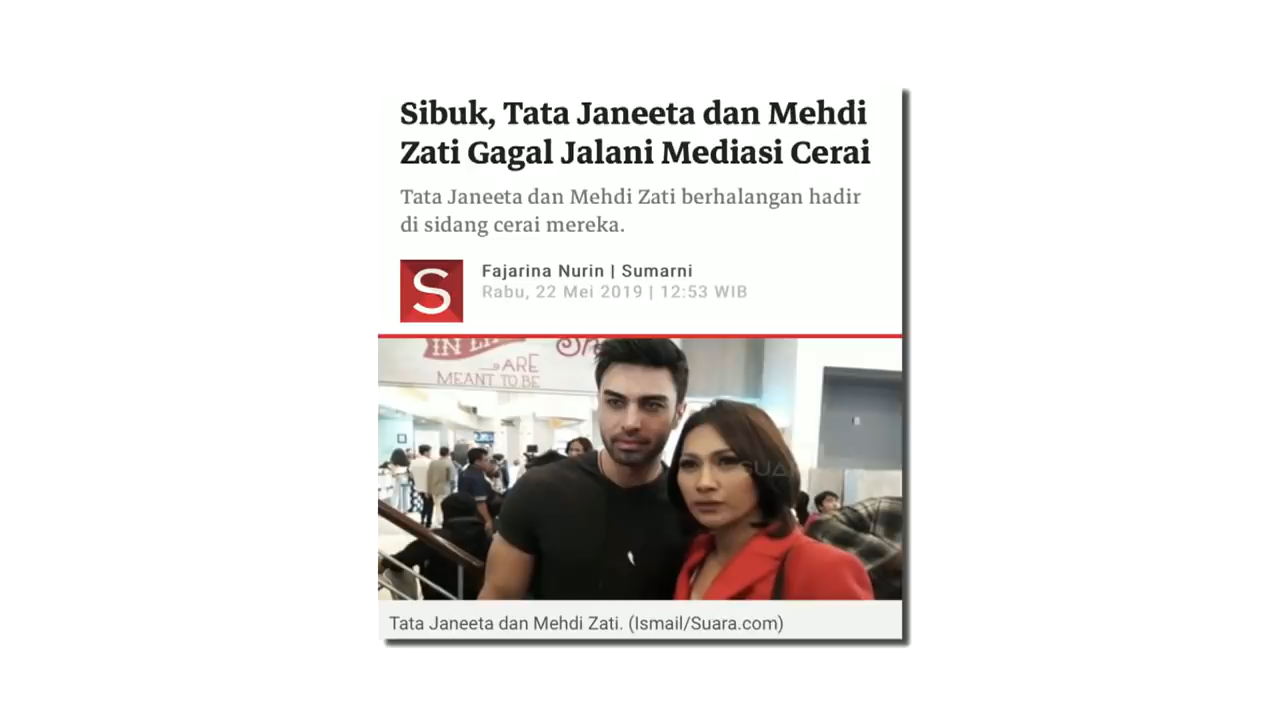 Sibuk, Tata Janeeta dan Mehdi
Zati Gagal Jalani Mediasi Cerai
Tata Janeeta dan Mehdi Zati berhalangan hadir
di sidang cerai mereka.
S
Fajarina Nurin | Sumarni
Rabu, 22 Mei 2019 | 12:53 WIB
ARE
MEANT TO BE
Tata Janeeta dan Mehdi Zati. (Ismail/Suara.com)